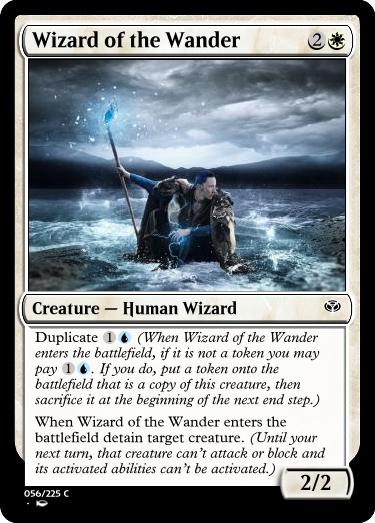 Wizard of the Wander 2
Creature — Human Wizard
Duplicate 1 (When Wizard of the Wander
enters the battlefield, if it is not a token you may
pay 1 . If you do, put a token onto the
battlefield that is a copy of this creature, then
sacrifice it at the beginning of the next end step.)
When Wizard of the Wander enters the
battlefield detain target creature. (Until your
next turn, that creature can't attack or block and
its activated abilities can't be activated.)
2/2
056/225 C